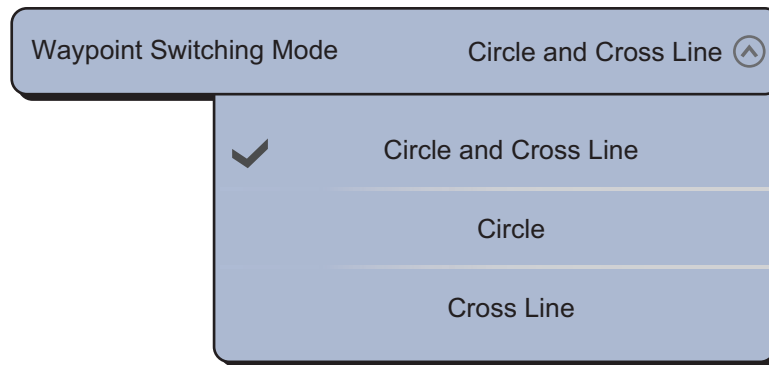 Waypoint Switching Mode Circle and Cross Line
Circle and Cross Line
Circle
Cross Line